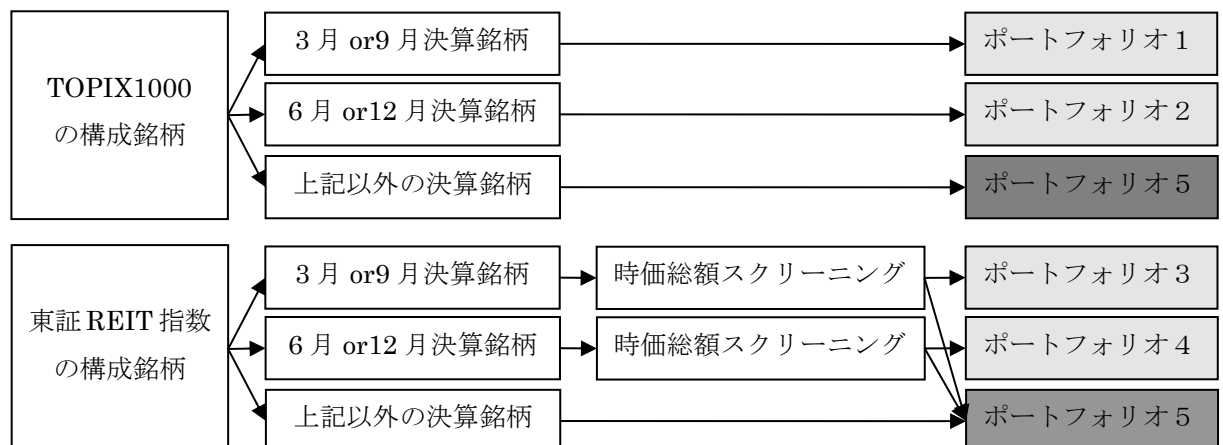 TOPIX1000
の構成銘柄
3月 or9月決算銘柄
ポートフォリオ1
6月 or12月決算銘柄
ポートフォリオ2
上記以外の決算銘柄
ポートフォリオ5
東証 REIT 指数
の構成銘柄
3月 or9月決算銘柄
時価総額スクリーニング
ポートフォリオ3
6月 or12月決算銘柄
時価総額スクリーニング
ポートフォリオ4
上記以外の決算銘柄
ポートフォリオ5